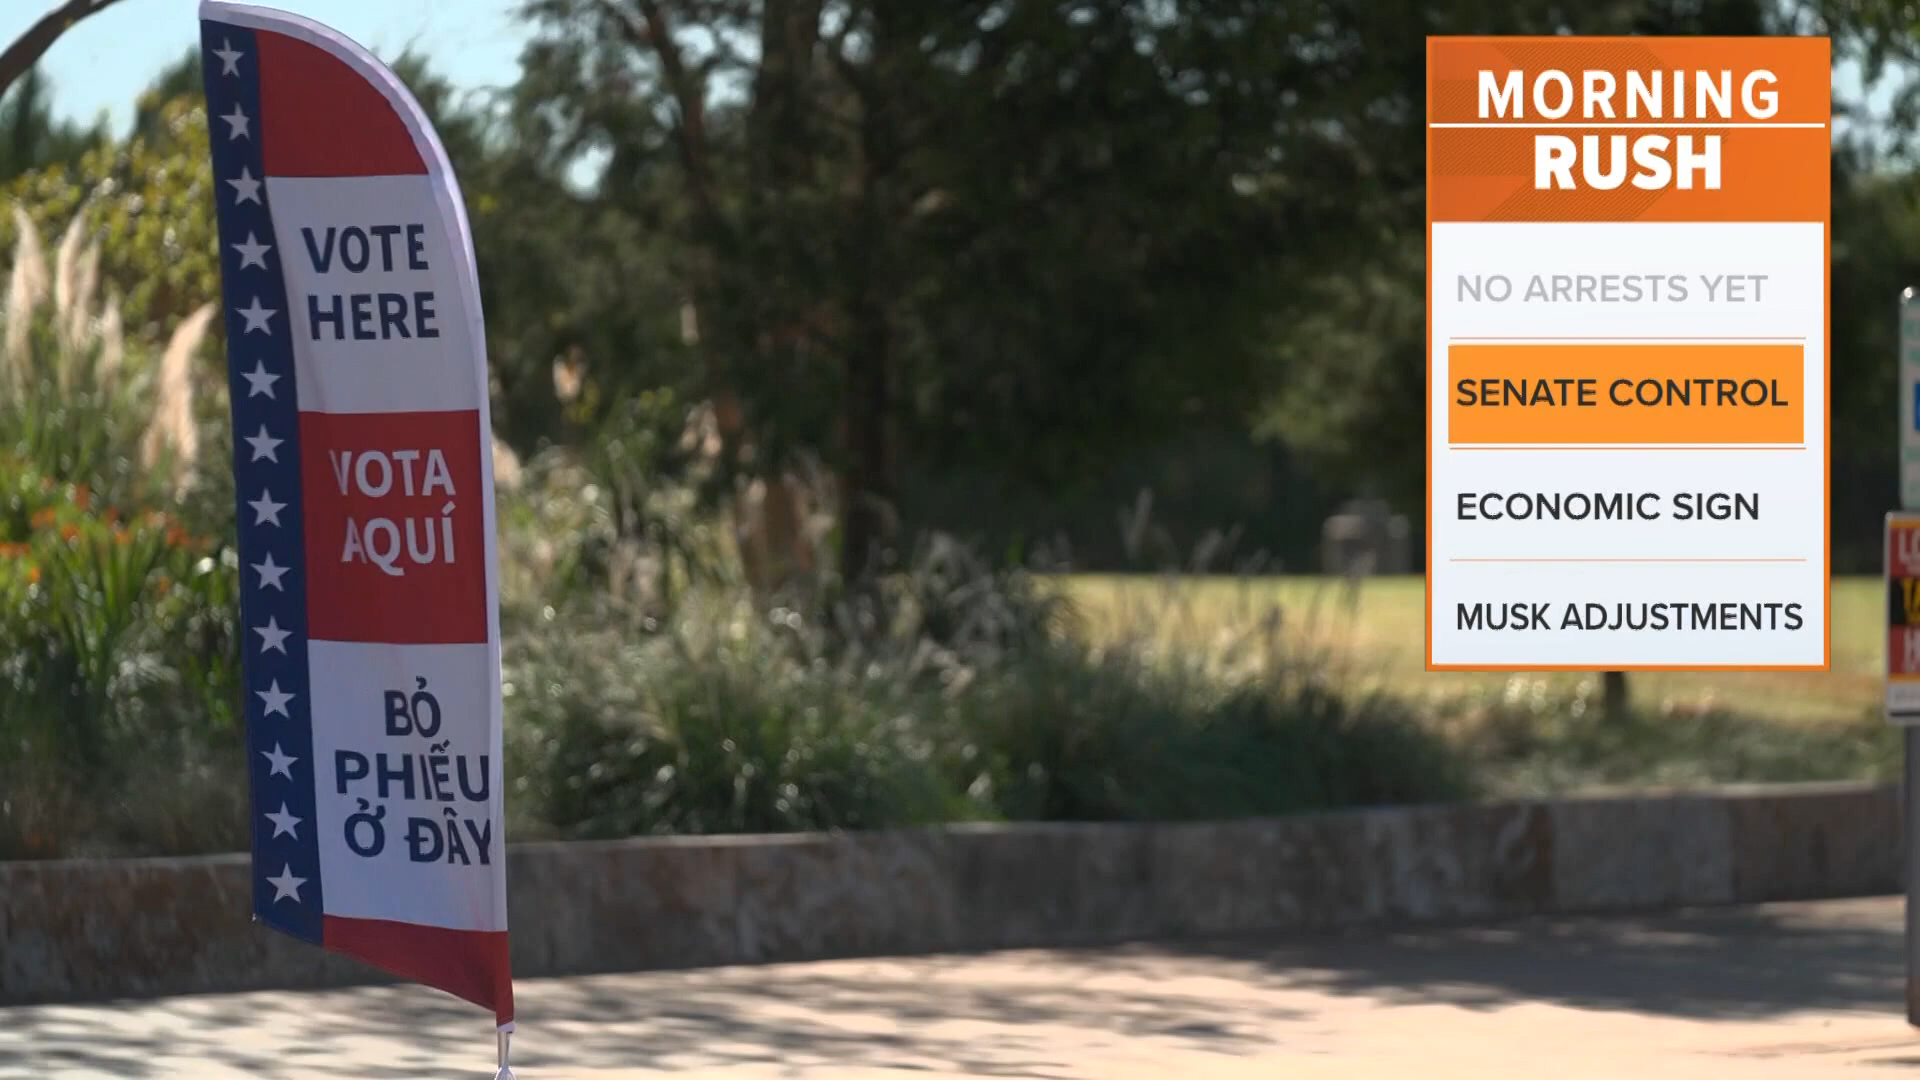 VOTE
HERE
VOTA
AQUÍ
BỎ
PHIẾU
Ở ĐÂY
MORNING
RUSH
NO ARRESTS YET
SENATE CONTROL
ECONOMIC SIGN
MUSK ADJUSTMENTS